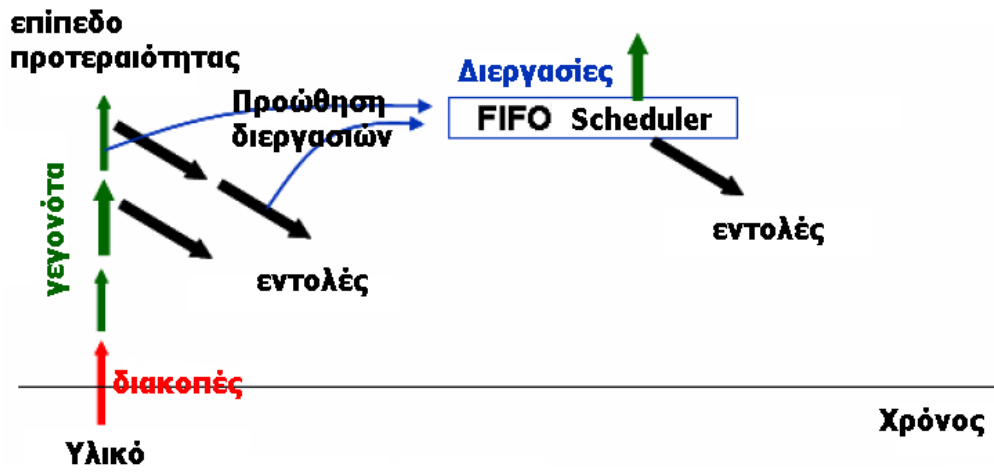 επίπεδο
προτεραιότητας
Διεργασίες
Προώθηση
διεργασιών
FIFO Scheduler
γεγονότα
εντολές
εντολές
διακοπές
Χρόνος
Υλικό